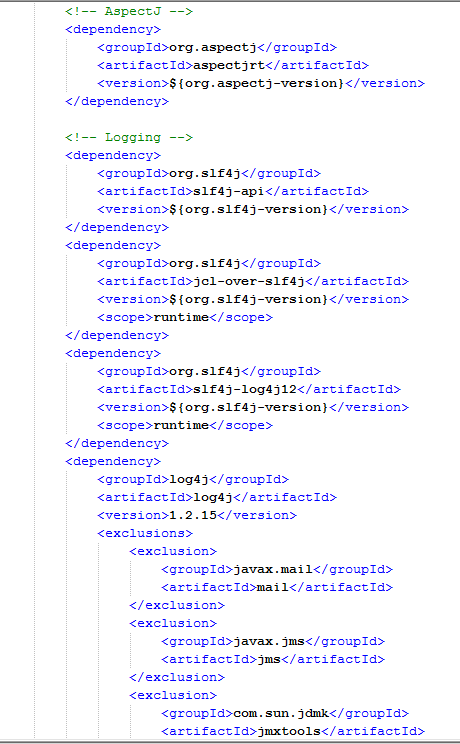 <!-- AspectJ -->
<dependency>
<groupId>org.aspectj</groupId>
<artifactId>aspectjrt</artifactId>
<version>${org.aspectj-version}</version>
</dependency>
<!-- Logging -->
<dependency>
<groupId>org.slf4j</groupId>
<artifactId>slf4j-api</artifactId>
<version>${org.slf4j-version}</version>
</dependency>
<dependency>
<groupId>org.slf4j</groupId>
<artifactId>jcl-over-slf4j</artifactId>
<version>${org.slf4j-version}</version>
<scope>runtime</scope>
</dependency>
<dependency>
<groupId>org.slf4j</groupId>
<artifactId>slf4j-log4j12</artifactId>
<version>${org.slf4j-version}</version>
<scope>runtime</scope>
</dependency>
<dependency>
<groupId>log4j</groupId>
<artifactId>log4j</artifactId>
<version>1.2.15</version>
<exclusions>
<exclusion>
<groupId>javax.mail</groupId>
<artifactId>mail</artifactId>
</exclusion>
<exclusion>
<groupId>javax.jms</groupId>
<artifactId>jms</artifactId>
</exclusion>
<exclusion>
<groupId>com.sun.jdmk</groupId>
<artifactId>jmxtools</artifactId>